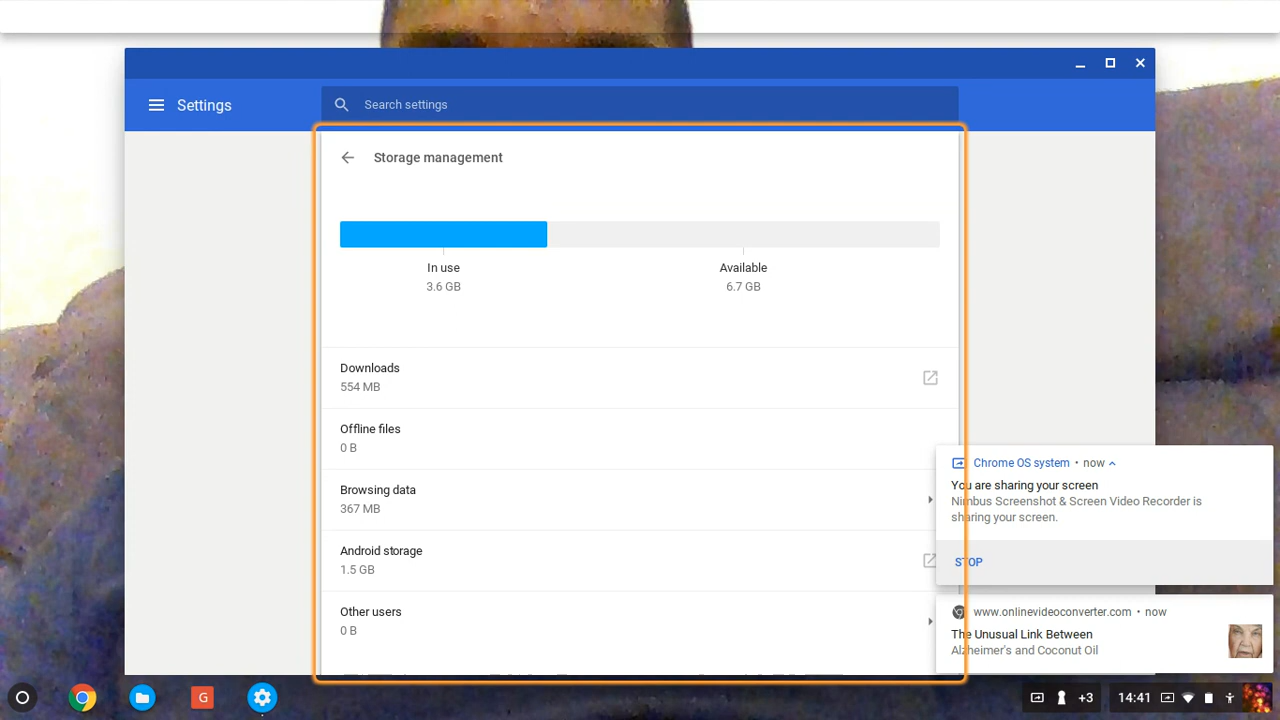 Settings
Search settings
Storage management
In use
3.6 GB
Available
6.7 GB
Downloads
554 MB
Offline files
0 B
Browsing data
367 MB
Android storage
1.5 GB
Other users
0 B
Chrome OS system • now
You are sharing your screen
Nimbus Screenshot & Screen Video Recorder is
sharing your screen.
STOP
www.onlinevideoconverter.com • now
The Unusual Link Between
Alzheimer's and Coconut Oil
G
+3
14:41